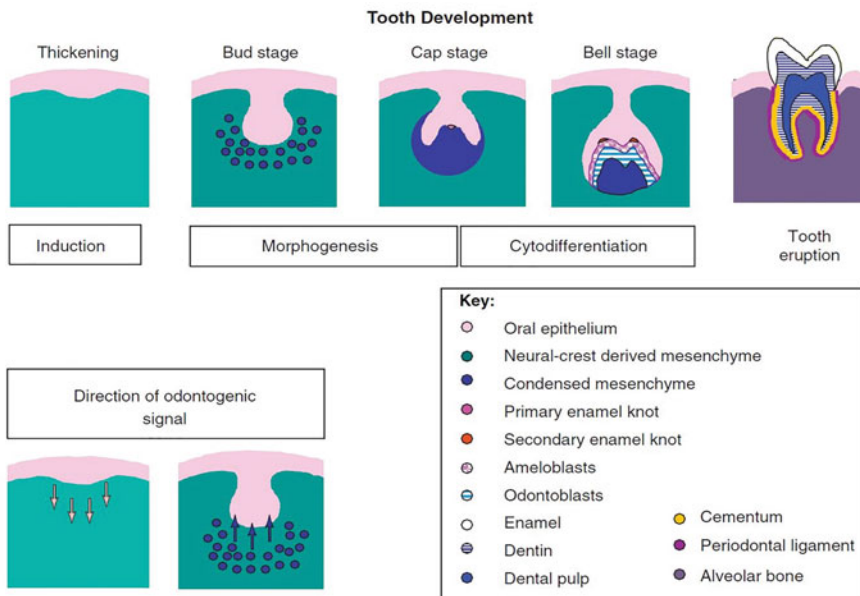 Tooth Development
Thickening
Bud stage
Cap stage
Bell stage
Induction
Morphogenesis
Cytodifferentiation
Tooth
eruption
Direction of odontogenic
signal
Key:
Oral epithelium
Neural-crest derived mesenchyme
Condensed mesenchyme
Primary enamel knot
Secondary enamel knot
Ameloblasts
Odontoblasts
Enamel
Dentin
Dental pulp
Cementum
Periodontal ligament
Alveolar bone